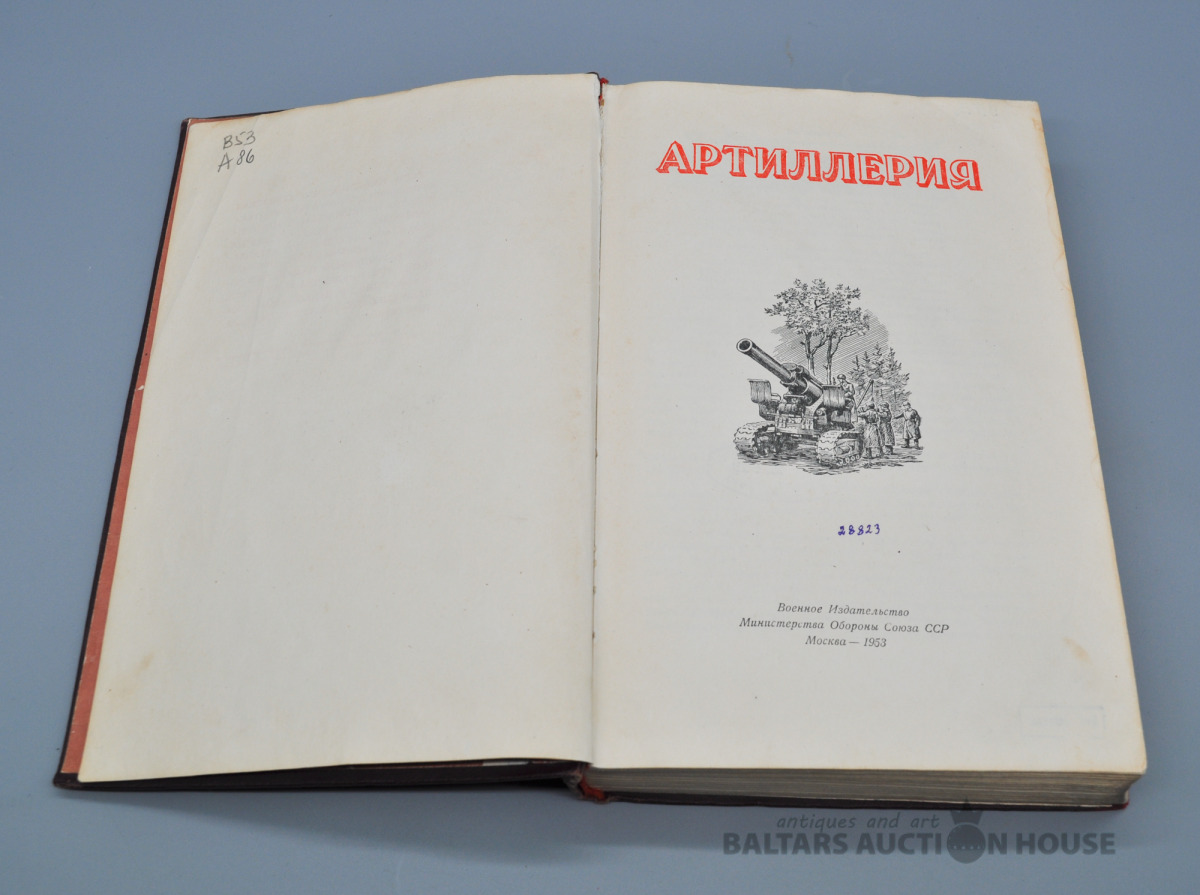 В53
А86
АРТИЛЛЕРИЯ
28823
Военное Издательство
Министерства Обороны Союза ССР
Москва — 1953
antiques and art
BALTARS AUCTION HOUSE